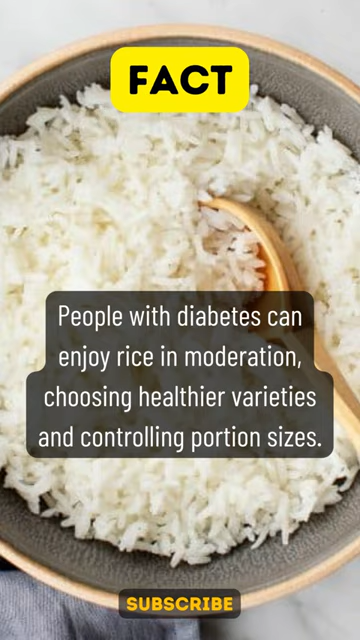 FACT
People with diabetes can
enjoy rice in moderation,
choosing healthier varieties
and controlling portion sizes.
SUBSCRIBE